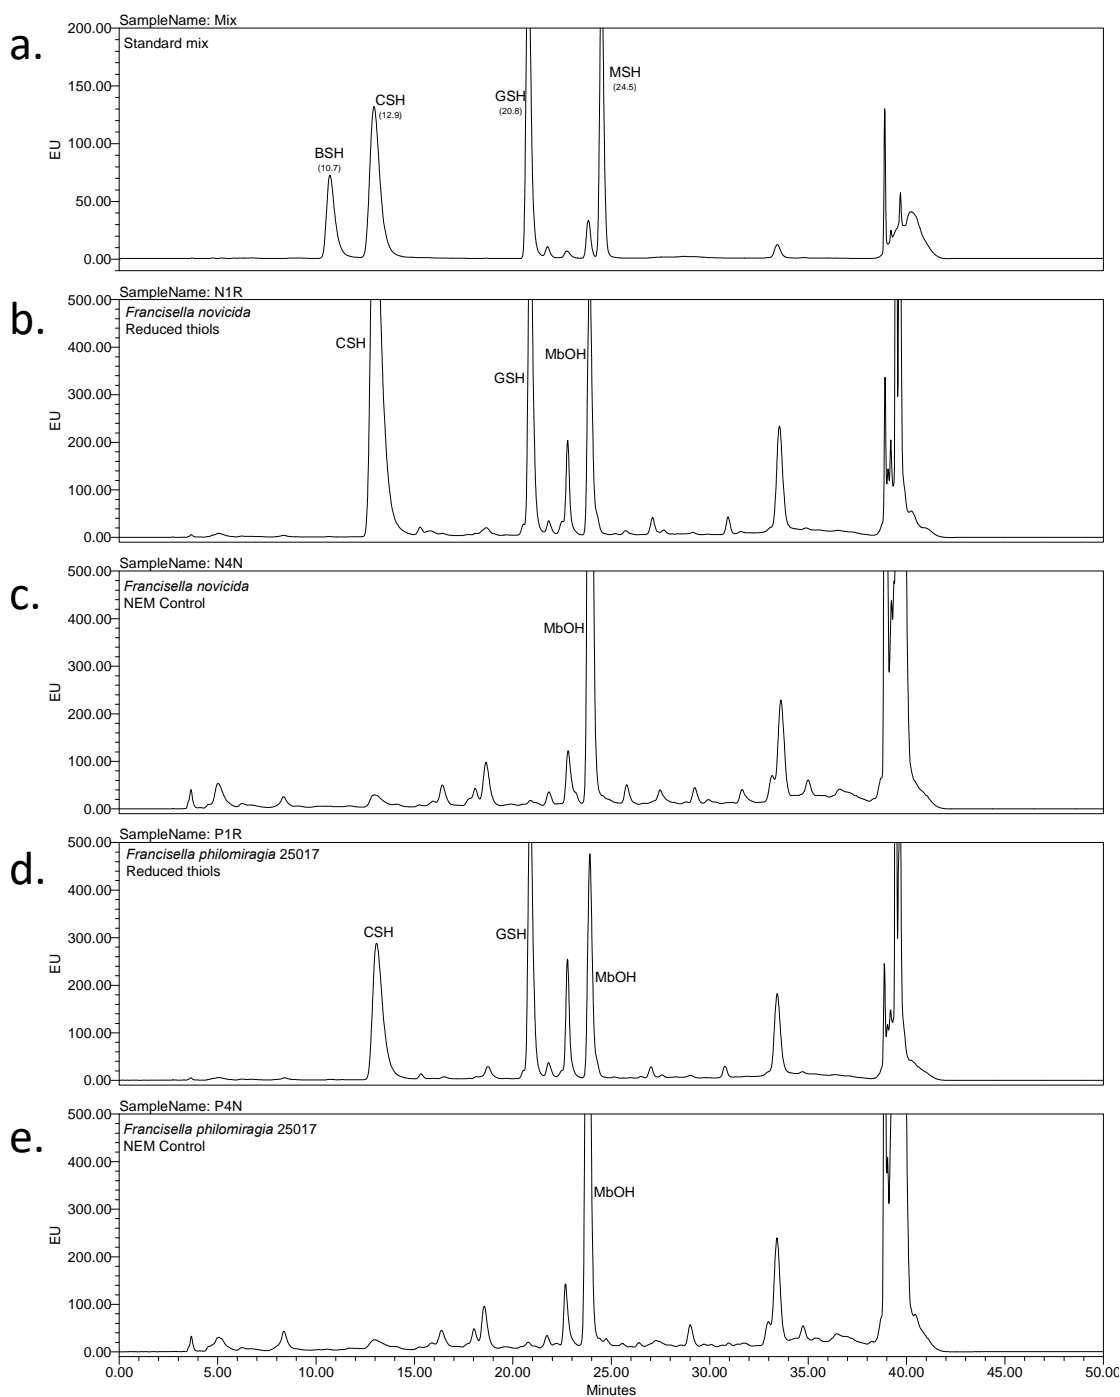 a.
SampleName: Mix
Standard mix
200.00
150.00
100.00
50.00
0.00
EU
BSH
(10.7)
CSH
(12.9)
GSH
(20.8)
MSH
(24.5)
b.
SampleName: N1R
Francisella novicida
Reduced thiols
500.00
400.00
300.00
200.00
100.00
0.00
EU
CSH
GSH
MbOH
c.
SampleName: N4N
Francisella novicida
NEM Control
500.00
400.00
300.00
200.00
100.00
0.00
EU
MbOH
d.
SampleName: P1R
Francisella philomiragia 25017
Reduced thiols
500.00
400.00
300.00
200.00
100.00
0.00
EU
CSH
GSH
MbOH
e.
SampleName: P4N
Francisella philomiragia 25017
NEM Control
500.00
400.00
300.00
200.00
100.00
0.00
EU
MbOH
0.00 5.00 10.00 15.00 20.00 25.00 30.00 35.00 40.00 45.00 50.00
Minutes